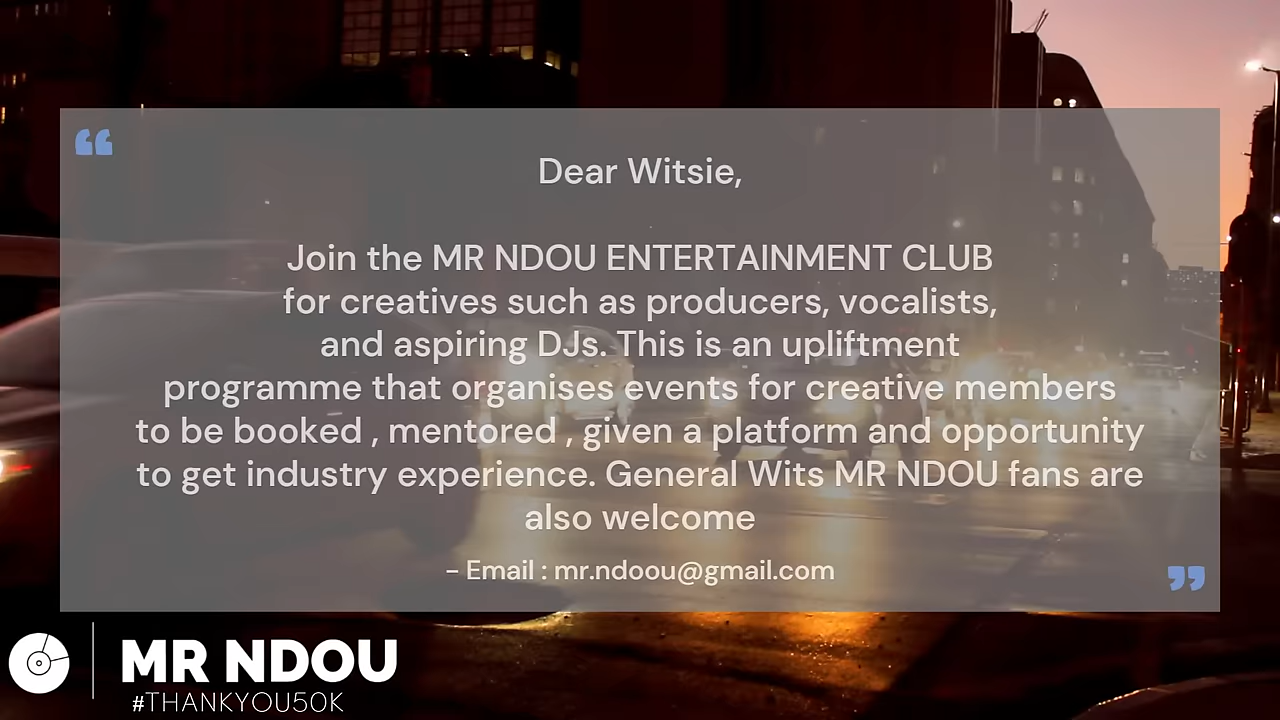 “
Dear Witsie,
Join the MR NDOU ENTERTAINMENT CLUB
for creatives such as producers, vocalists,
and aspiring DJs. This is an upliftment
programme that organises events for creative members
to be booked , mentored , given a platform and opportunity
to get industry experience. General Wits MR NDOU fans are
also welcome
– Email : mr.ndoou@gmail.com
”
MR NDOU
#THANKYOU50K